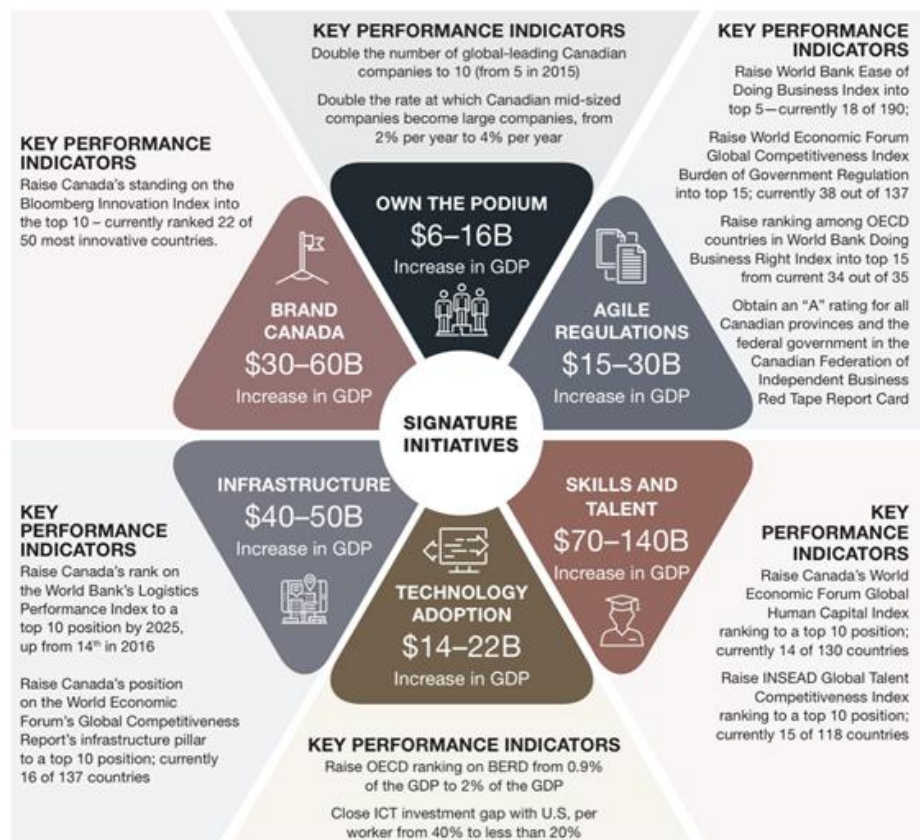 KEY PERFORMANCE INDICATORS
Double the number of global-leading Canadian
companies to 10 (from 5 in 2015)
Double the rate at which Canadian mid-sized
companies become large companies, from
2% per year to 4% per year
KEY PERFORMANCE
INDICATORS
Raise World Bank Ease of
Doing Business Index into
top 5—currently 18 of 190;
Raise World Economic Forum
Global Competitiveness Index
Burden of Government Regulation
into top 15; currently 38 out of 137
Raise ranking among OECD
countries in World Bank Doing
Business Right Index into top 15
from current 34 out of 35
Obtain an “A” rating for all
Canadian provinces and the
federal government in the
Canadian Federation of
Independent Business
Red Tape Report Card
KEY PERFORMANCE
INDICATORS
Raise Canada’s standing on the
Bloomberg Innovation Index into
the top 10 – currently ranked 22 of
50 most innovative countries.
OWN THE PODIUM
$6–16B
Increase in GDP
BRAND
CANADA
$30–60B
Increase in GDP
AGILE
REGULATIONS
$15–30B
Increase in GDP
SIGNATURE
INITIATIVES
INFRASTRUCTURE
$40–50B
Increase in GDP
SKILLS AND
TALENT
$70–140B
Increase in GDP
TECHNOLOGY
ADOPTION
$14–22B
Increase in GDP
KEY
PERFORMANCE
INDICATORS
Raise Canada’s rank on
the World Bank’s Logistics
Performance Index to a
top 10 position by 2025,
up from 14th in 2016
Raise Canada’s position
on the World Economic
Forum’s Global Competitiveness
Report’s infrastructure pillar
to a top 10 position; currently
16 of 137 countries
KEY
PERFORMANCE
INDICATORS
Raise Canada’s World
Economic Forum Global
Human Capital Index
ranking to a top 10 position;
currently 14 of 130 countries
Raise INSEAD Global Talent
Competitiveness Index
ranking to a top 10 position;
currently 15 of 118 countries
KEY PERFORMANCE INDICATORS
Raise OECD ranking on BERD from 0.9%
of the GDP to 2% of the GDP
Close ICT investment gap with U.S, per
worker from 40% to less than 20%